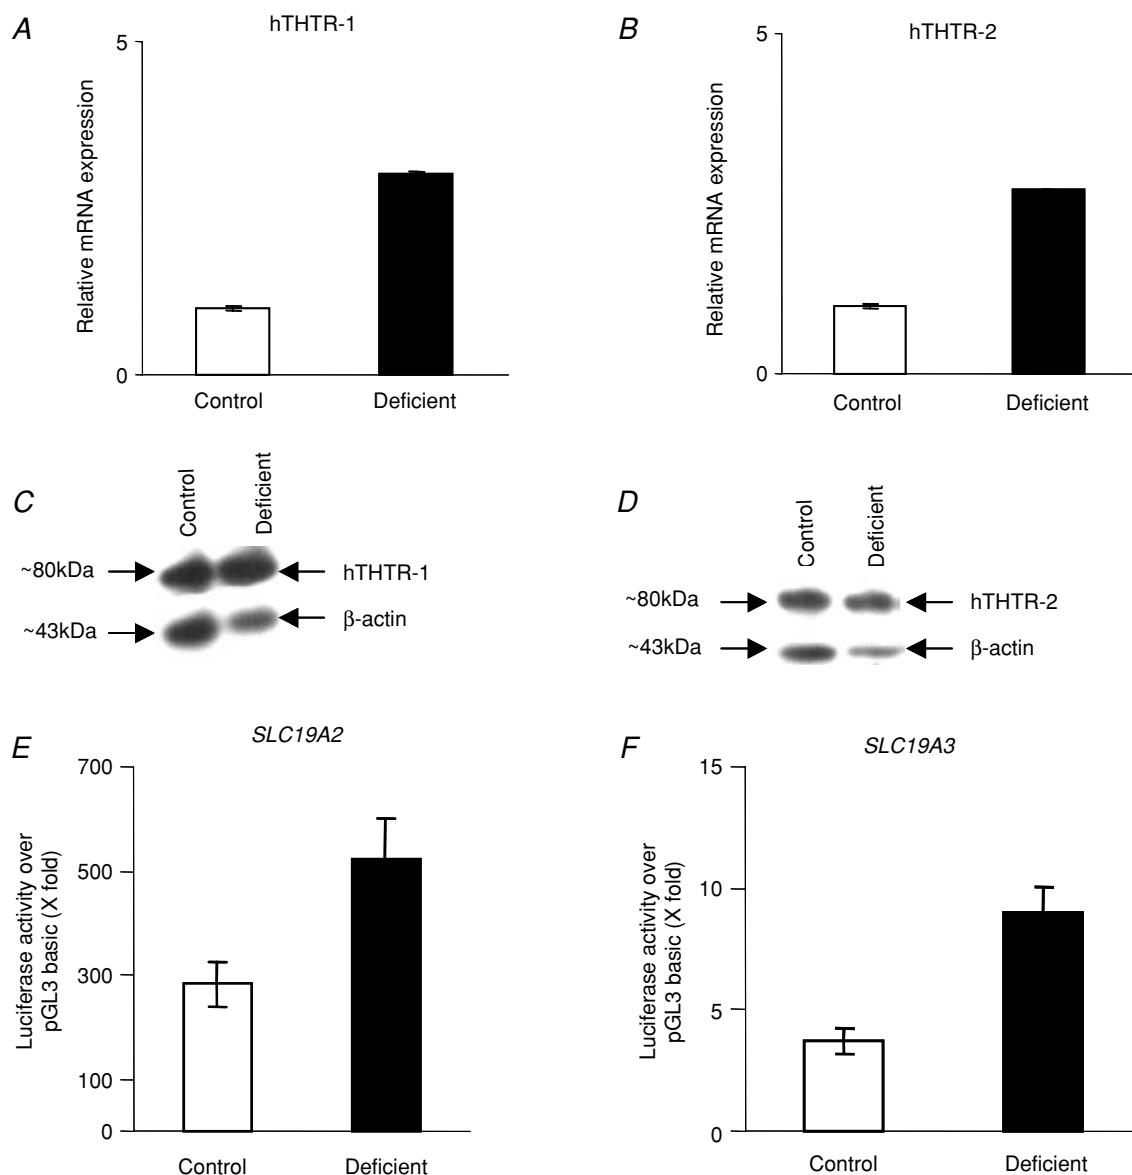 A
hTHTR-1
5
Relative mRNA expression
0
Control
Deficient
B
hTHTR-2
5
Relative mRNA expression
0
Control
Deficient
C
Control
Deficient
~80kDa
hTHTR-1
~43kDa
β-actin
D
Control
Deficient
~80kDa
hTHTR-2
~43kDa
β-actin
E
SLC19A2
700
500
300
100
0
Luciferase activity over
pGL3 basic (X fold)
Control
Deficient
F
SLC19A3
15
10
5
0
Luciferase activity over
pGL3 basic (X fold)
Control
Deficient